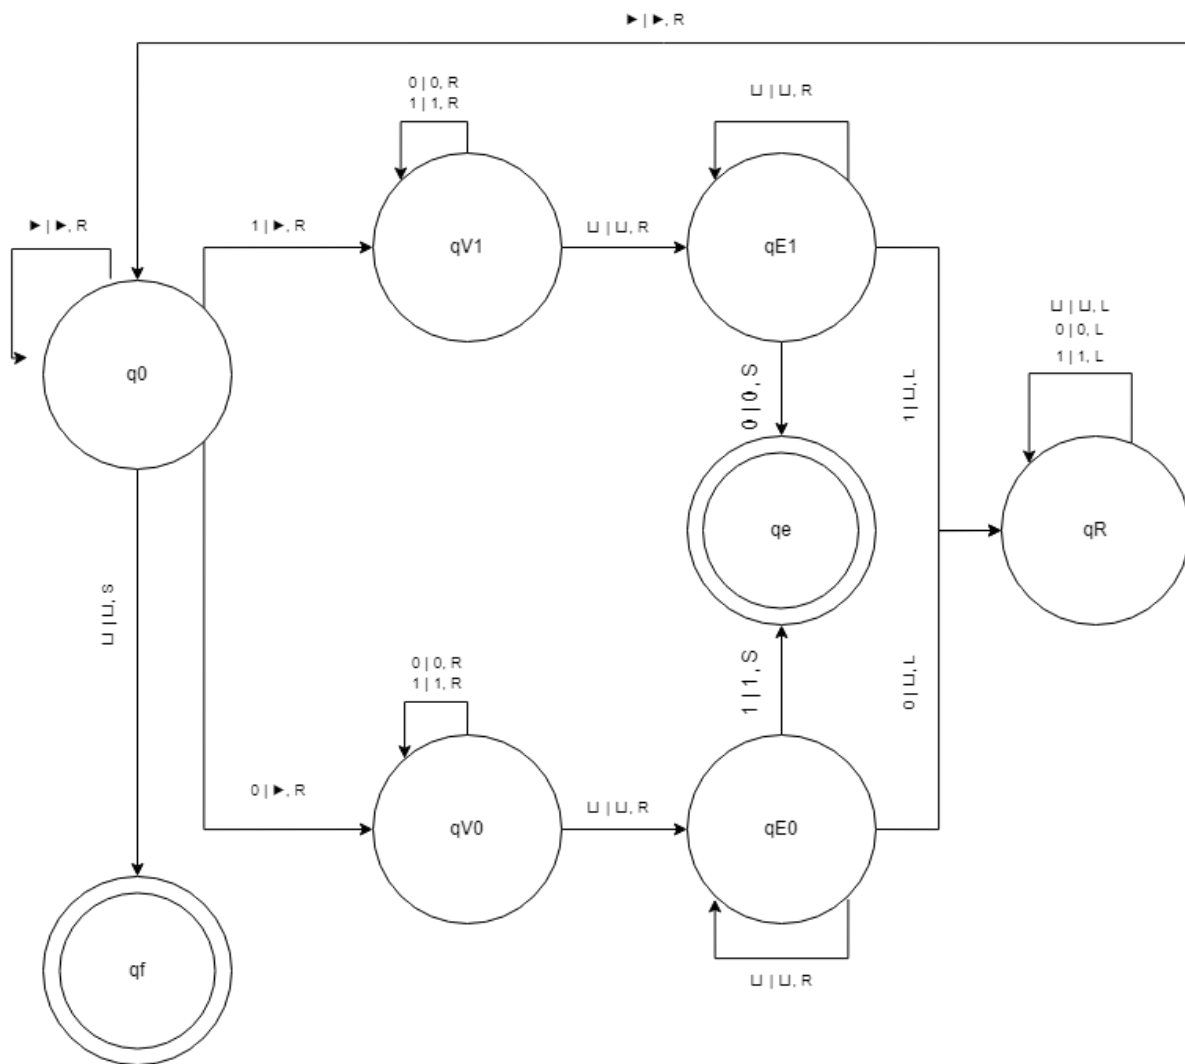 ► | ►, R
0 | 0, R
1 | 1, R
⊔ | ⊔, R
► | ►, R
1 | ►, R
qV1
⊔ | ⊔, R
qE1
q0
⊔ | ⊔, L
0 | 0, L
1 | 1, L
0 | 0, S
1 | ⊔, L
qe
qR
⊔ | ⊔, S
0 | 0, R
1 | 1, R
1 | 1, S
0 | ⊔, L
0 | ►, R
qV0
⊔ | ⊔, R
qE0
qf
⊔ | ⊔, R